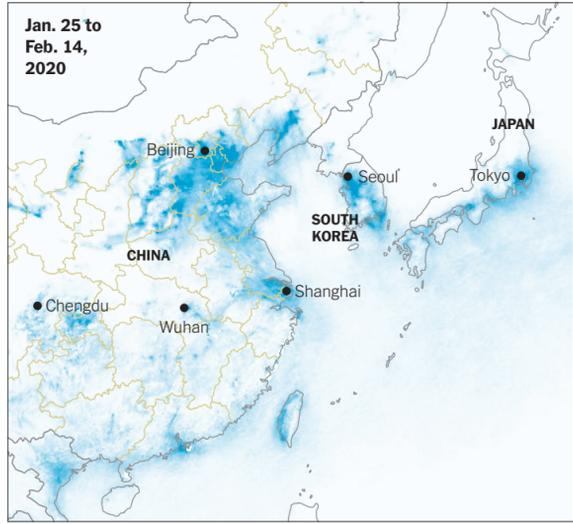 Jan. 25 to
Feb. 14,
2020
JAPAN
Beijing
Seoul
Tokyo
SOUTH
KOREA
CHINA
Shanghai
Chengdu
Wuhan